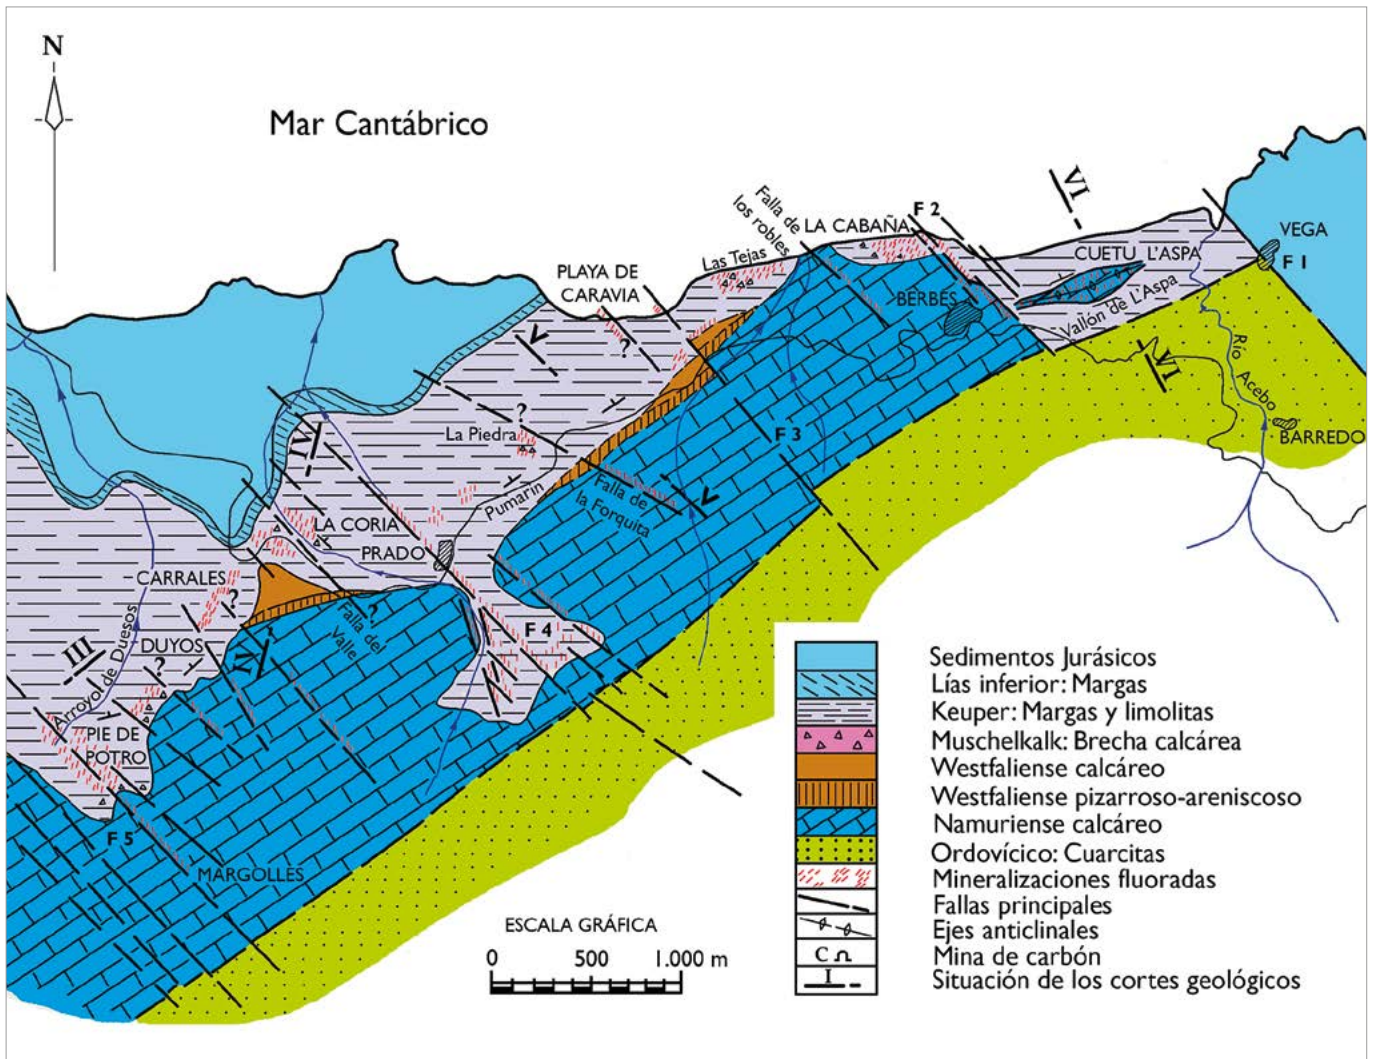 N
Mar Cantábrico
VI
Falla de
los robles
LA CABAÑA
F 2
VEGA
F 1
CUETU L'ASPA
Las Tejas
PLAYA DE
CARAVIA
BERBES
Vallón de L'Aspa
?
V
VI
Río Acebo
?
IV
La Piedra
F 3
BARREDO
Pumarín
Falla de
la Forquita
V
LA CORIA
PRADO
CARRALES
?
?
Falla del
Valle
F 4
DUYOS
IV
III
Arroyo de Duesos
?
PIE DE
POTRO
F 5
MARGOLLES
ESCALA GRÁFICA
0 500 1.000 m
Sedimentos Jurásicos
Lías inferior: Margas
Keuper: Margas y limolitas
Muschelkalk: Brecha calcárea
Westfaliense calcáreo
Westfaliense pizarroso-areniscoso
Namuriense calcáreo
Ordovícico: Cuarcitas
Mineralizaciones fluoradas
Fallas principales
Ejes anticlinales
C Mina de carbón
I Situación de los cortes geológicos